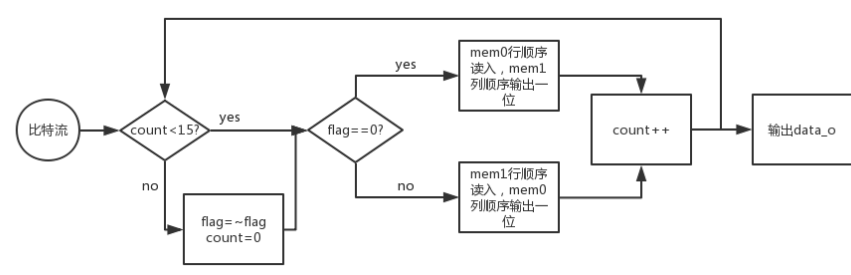 比特流
count<15?
yes
no
flag=~flag
count=0
flag==0?
yes
no
mem0行顺序
读入，mem1
列顺序输出一
位
mem1行顺序
读入，mem0
列顺序输出一
位
count++
输出data_o